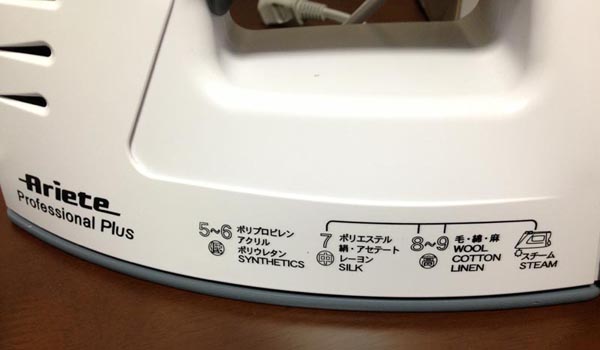 Ariete
Professional Plus
5~6 ポリプロピレン
アクリル
低 ポリウレタン
SYNTHETICS
7 ポリエステル
絹・アセテート
中 レーヨン
SILK
8~9 毛・綿・麻
WOOL
高 COTTON
LINEN
スチーム
STEAM